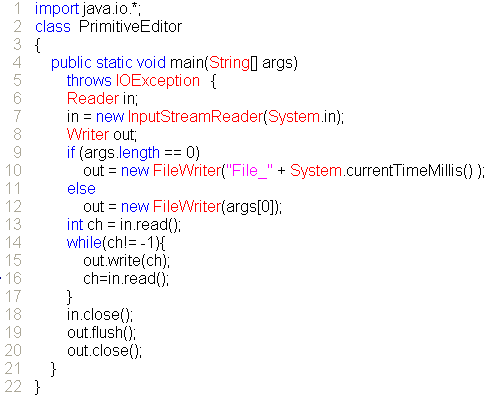 1 import java.io.*;
2 class  PrimitiveEditor
3 {
4     public static void main(String[] args)
5         throws IOException  {
6         Reader in;
7         in = new InputStreamReader(System.in);
8         Writer out;
9         if (args.length == 0)
10             out = new FileWriter("File_" + System.currentTimeMillis() );
11         else
12             out = new FileWriter(args[0]);
13         int ch = in.read();
14         while(ch!= -1){
15             out.write(ch);
16             ch=in.read();
17         }
18         in.close();
19         out.flush();
20         out.close();
21     }
22 }